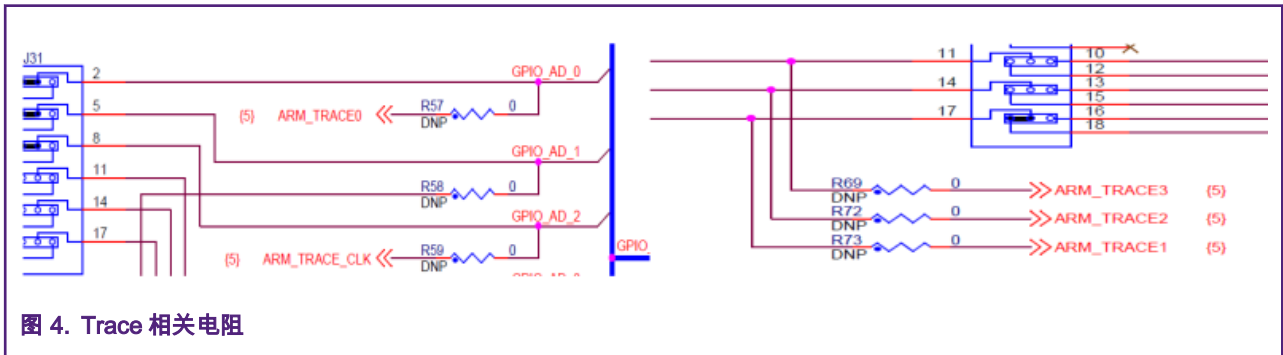 J31
2
GPIO_AD_0
{5} ARM_TRACE0 R57 0
DNP
5
GPIO_AD_1
8
R58 0
DNP
11
14
GPIO_AD_2
17
{5} ARM_TRACE_CLK R59 0
DNP
GPIO_
11 10
12
14 13
15
17 16
18
R69 0 ARM_TRACE3 {5}
DNP
R72 0 ARM_TRACE2 {5}
DNP
R73 0 ARM_TRACE1 {5}
DNP
图 4. Trace 相关电阻